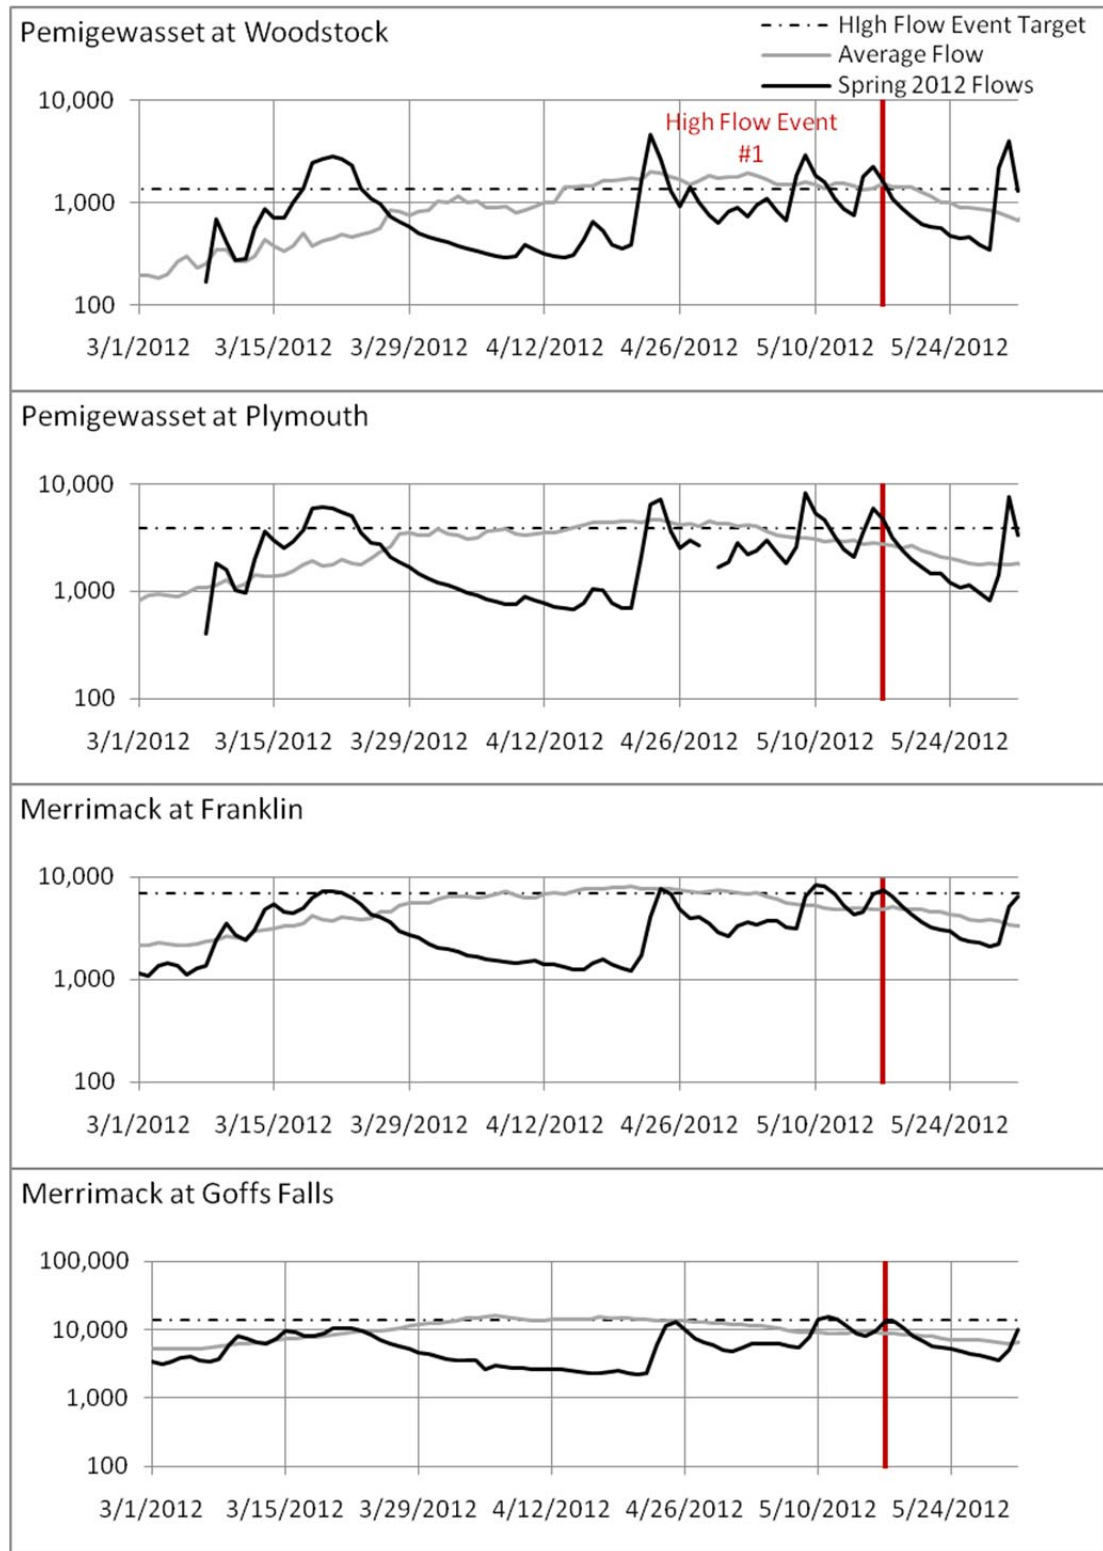 Pemigewasset at Woodstock
HIgh Flow Event Target
Average Flow
Spring 2012 Flows
High Flow Event
#1
10,000
1,000
100
3/1/2012 3/15/2012 3/29/2012 4/12/2012 4/26/2012 5/10/2012 5/24/2012
Pemigewasset at Plymouth
10,000
1,000
100
3/1/2012 3/15/2012 3/29/2012 4/12/2012 4/26/2012 5/10/2012 5/24/2012
Merrimack at Franklin
10,000
1,000
100
3/1/2012 3/15/2012 3/29/2012 4/12/2012 4/26/2012 5/10/2012 5/24/2012
Merrimack at Goffs Falls
100,000
10,000
1,000
100
3/1/2012 3/15/2012 3/29/2012 4/12/2012 4/26/2012 5/10/2012 5/24/2012